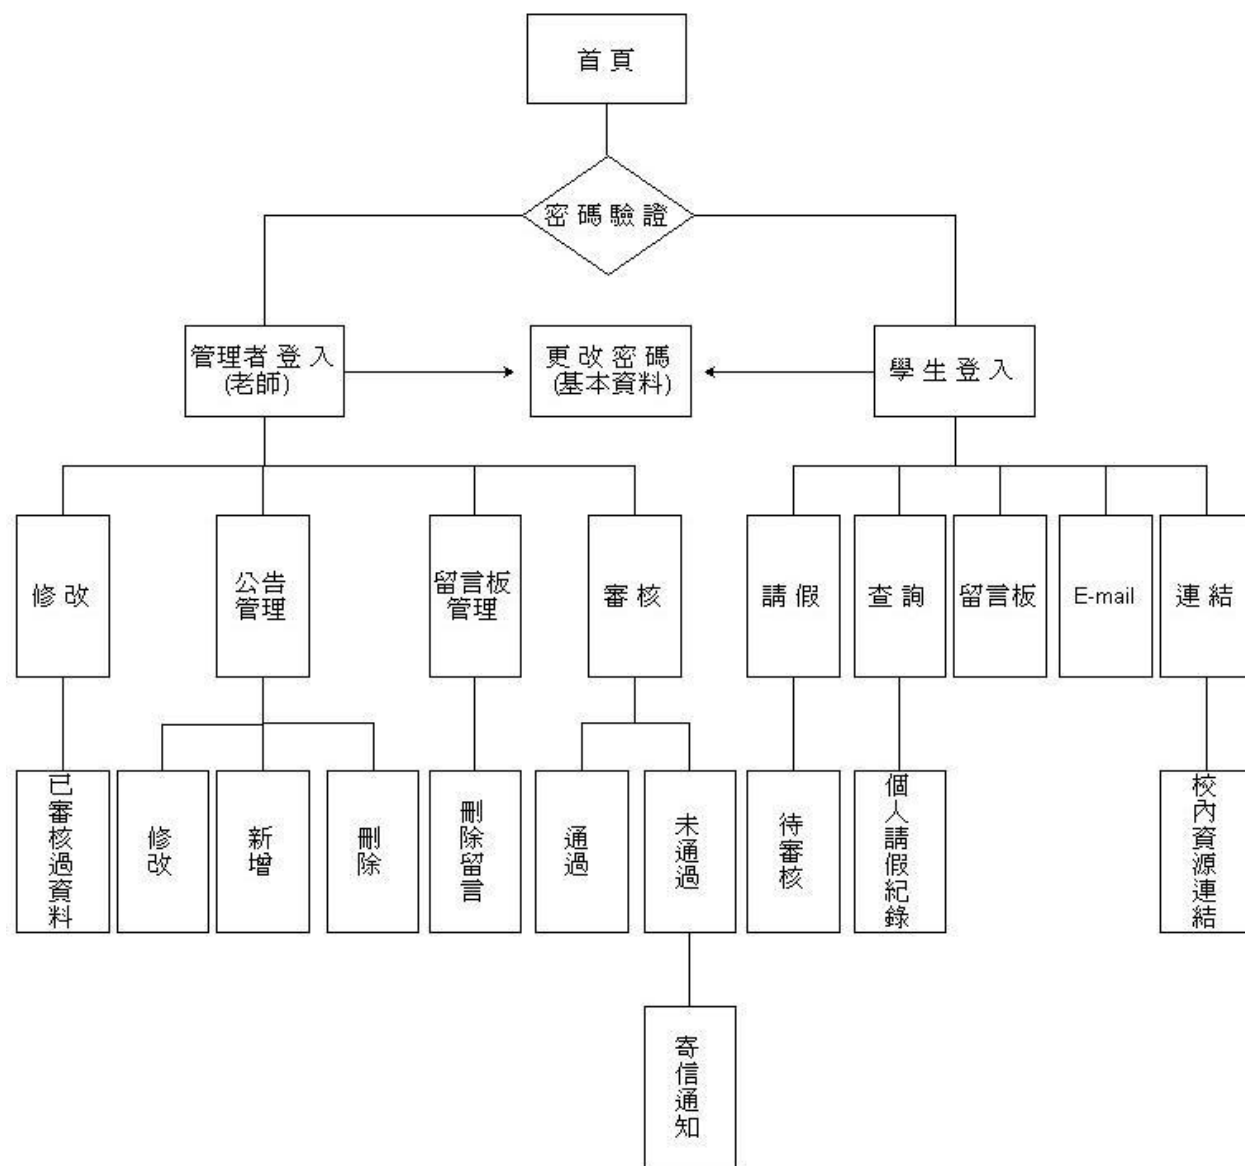 首 頁
密 碼 驗 證
管理者 登 入
(老師)
更 改 密 碼
(基本資料)
學 生 登 入
修 改
公告
管理
留言板
管理
審 核
請 假
查 詢
留言板
E-mail
連 結
已審核過資料
修改
新增
刪除
刪除留言
通過
未通過
待審核
個人請假紀錄
校內資源連結
寄信通知